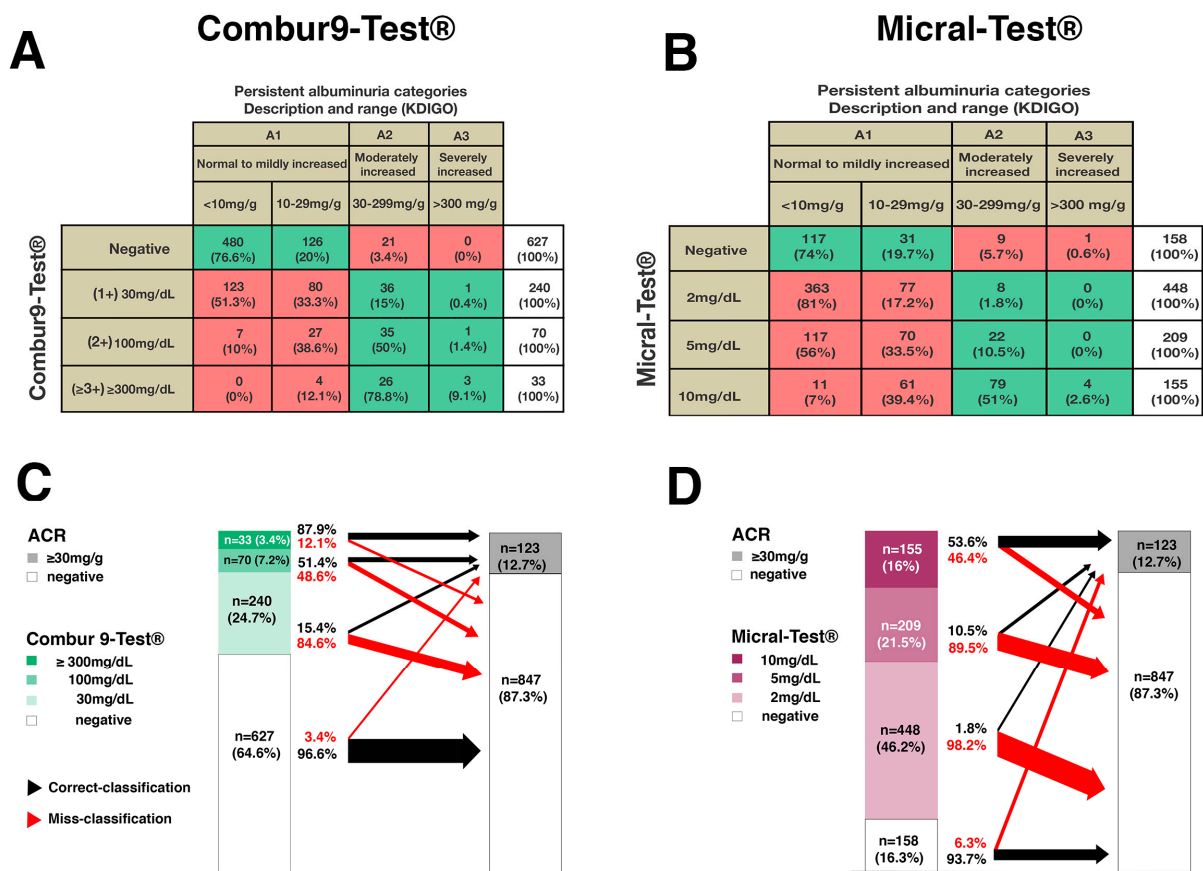 Combur9-Test®
Micral-Test®
A
B
Persistent albuminuria categories
Description and range (KDIGO)
A1 A2 A3
Normal to mildly increased Moderately increased Severely increased
<10mg/g 10-29mg/g 30-299mg/g >300 mg/g
Combur9-Test®
Negative 480 (76.6%) 126 (20%) 21 (3.4%) 0 (0%) 627 (100%)
(1+) 30mg/dL 123 (51.3%) 80 (33.3%) 36 (15%) 1 (0.4%) 240 (100%)
(2+) 100mg/dL 7 (10%) 27 (38.6%) 35 (50%) 1 (1.4%) 70 (100%)
(≥3+) ≥300mg/dL 0 (0%) 4 (12.1%) 26 (78.8%) 3 (9.1%) 33 (100%)
Persistent albuminuria categories
Description and range (KDIGO)
A1 A2 A3
Normal to mildly increased Moderately increased Severely increased
<10mg/g 10-29mg/g 30-299mg/g >300 mg/g
Micral-Test®
Negative 117 (74%) 31 (19.7%) 9 (5.7%) 1 (0.6%) 158 (100%)
2mg/dL 363 (81%) 77 (17.2%) 8 (1.8%) 0 (0%) 448 (100%)
5mg/dL 117 (56%) 70 (33.5%) 22 (10.5%) 0 (0%) 209 (100%)
10mg/dL 11 (7%) 61 (39.4%) 79 (51%) 4 (2.6%) 155 (100%)
C
ACR
≥30mg/g
negative
Combur 9-Test®
≥ 300mg/dL
100mg/dL
30mg/dL
negative
Correct-classification
Miss-classification
n=33 (3.4%)
n=70 (7.2%)
n=240
(24.7%)
n=627
(64.6%)
87.9%
12.1%
51.4%
48.6%
15.4%
84.6%
3.4%
96.6%
n=123
(12.7%)
n=847
(87.3%)
D
ACR
≥30mg/g
negative
Micral-Test®
10mg/dL
5mg/dL
2mg/dL
negative
n=155
(16%)
n=209
(21.5%)
n=448
(46.2%)
n=158
(16.3%)
53.6%
46.4%
10.5%
89.5%
1.8%
98.2%
6.3%
93.7%
n=123
(12.7%)
n=847
(87.3%)